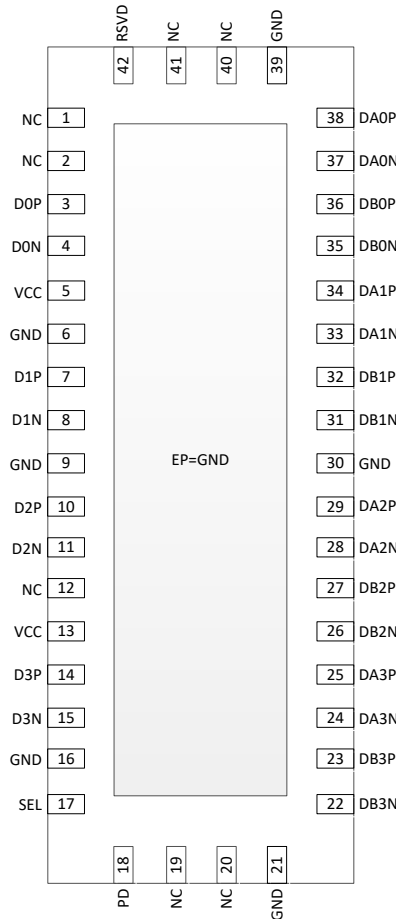 RSVD NC NC GND
42 41 40 39
NC 1 38 DA0P
NC 2 37 DA0N
D0P 3 36 DB0P
D0N 4 35 DB0N
VCC 5 34 DA1P
GND 6 33 DA1N
D1P 7 32 DB1P
D1N 8 31 DB1N
GND 9 EP=GND 30 GND
D2P 10 29 DA2P
D2N 11 28 DA2N
NC 12 27 DB2P
VCC 13 26 DB2N
D3P 14 25 DA3P
D3N 15 24 DA3N
GND 16 23 DB3P
SEL 17 22 DB3N
18 19 20 21
PD NC NC GND